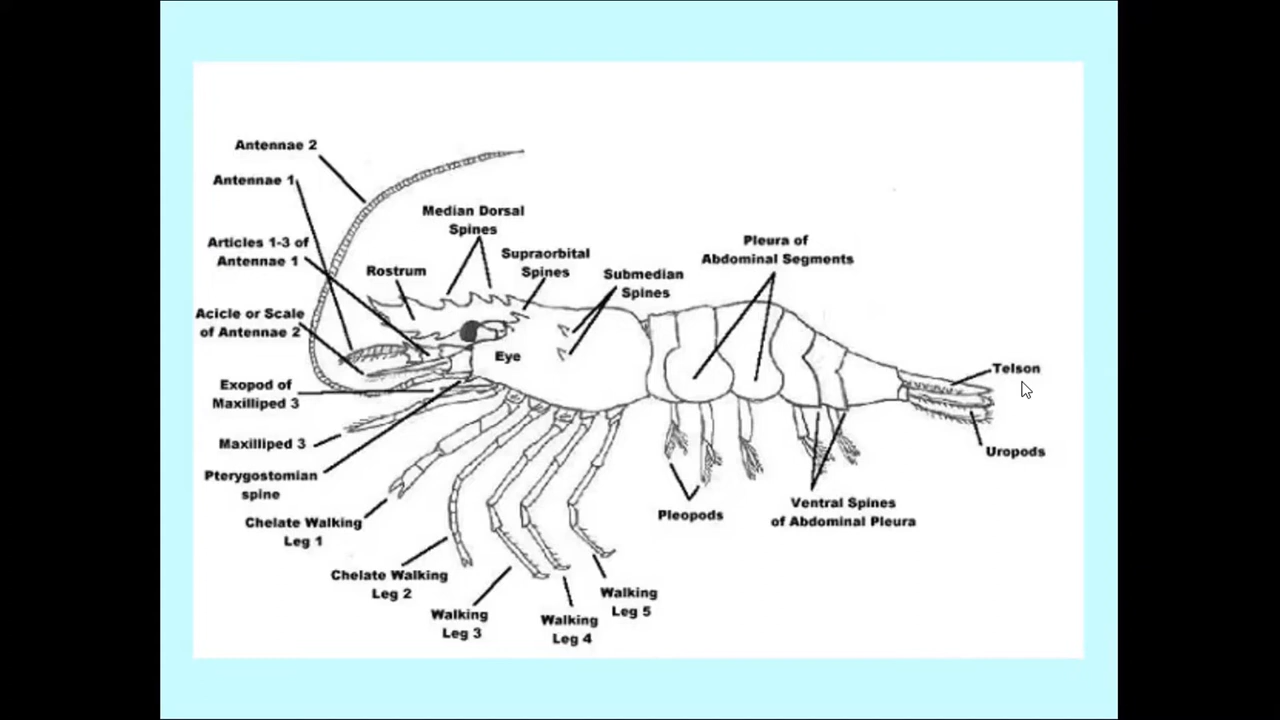 Antennae 2
Antennae 1
Articles 1-3 of
Antennae 1
Acicle or Scale
of Antennae 2
Exopod of
Maxilliped 3
Maxilliped 3
Pterygostomian
spine
Chelate Walking
Leg 1
Chelate Walking
Leg 2
Walking
Leg 3
Walking
Leg 4
Walking
Leg 5
Rostrum
Median Dorsal
Spines
Supraorbital
Spines
Submedian
Spines
Eye
Pleura of
Abdominal Segments
Telson
Uropods
Pleopods
Ventral Spines
of Abdominal Pleura